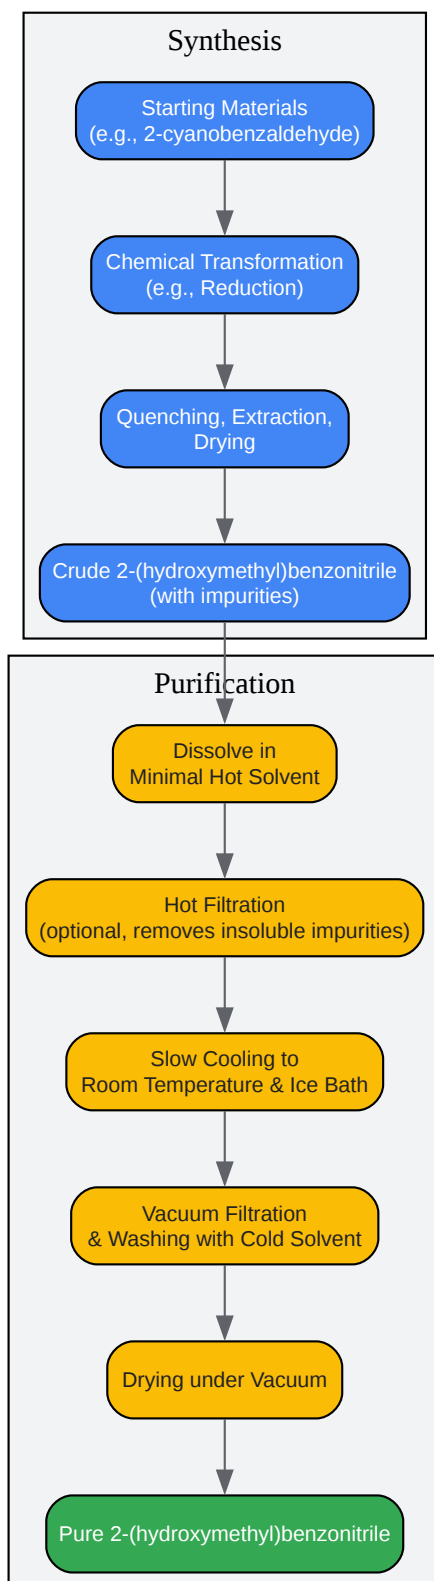 Synthesis
Starting Materials
(e.g., 2-cyanobenzaldehyde)
Chemical Transformation
(e.g., Reduction)
Quenching, Extraction,
Drying
Crude 2-(hydroxymethyl)benzonitrile
(with impurities)
Purification
Dissolve in
Minimal Hot Solvent
Hot Filtration
(optional, removes insoluble impurities)
Slow Cooling to
Room Temperature & Ice Bath
Vacuum Filtration
& Washing with Cold Solvent
Drying under Vacuum
Pure 2-(hydroxymethyl)benzonitrile